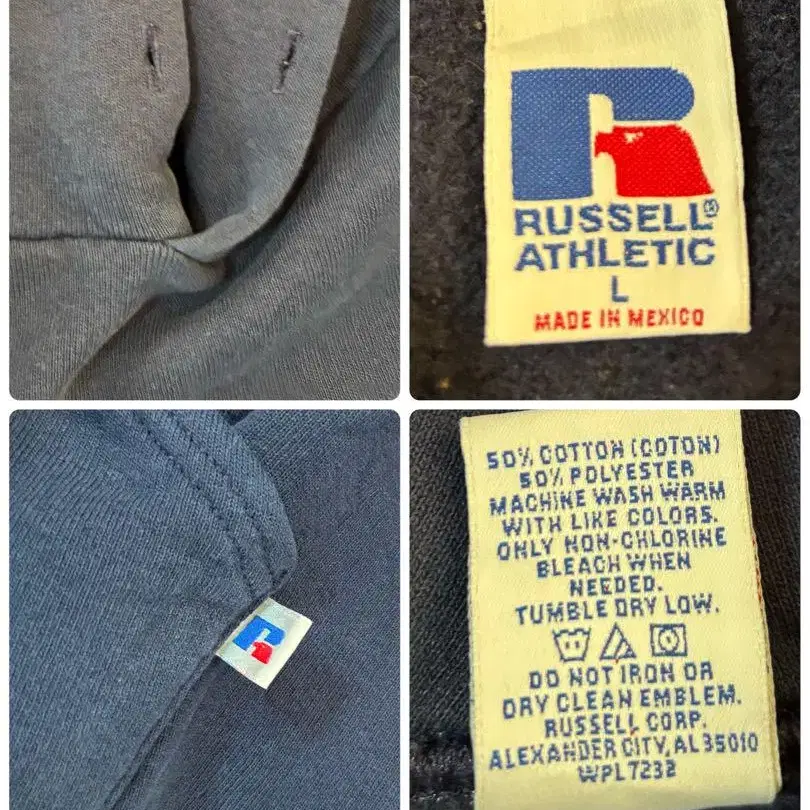 RUSSELL®
ATHLETIC
L
MADE IN MEXICO
50% COTTON (COTON)
50% POLYESTER
MACHINE WASH WARM
WITH LIKE COLORS.
ONLY NON-CHLORINE
BLEACH WHEN
NEEDED.
TUMBLE DRY LOW.
DO NOT IRON OR
DRY CLEAN EMBLEM.
RUSSELL CORP.
ALEXANDER CITY, AL 35010
WPL7232